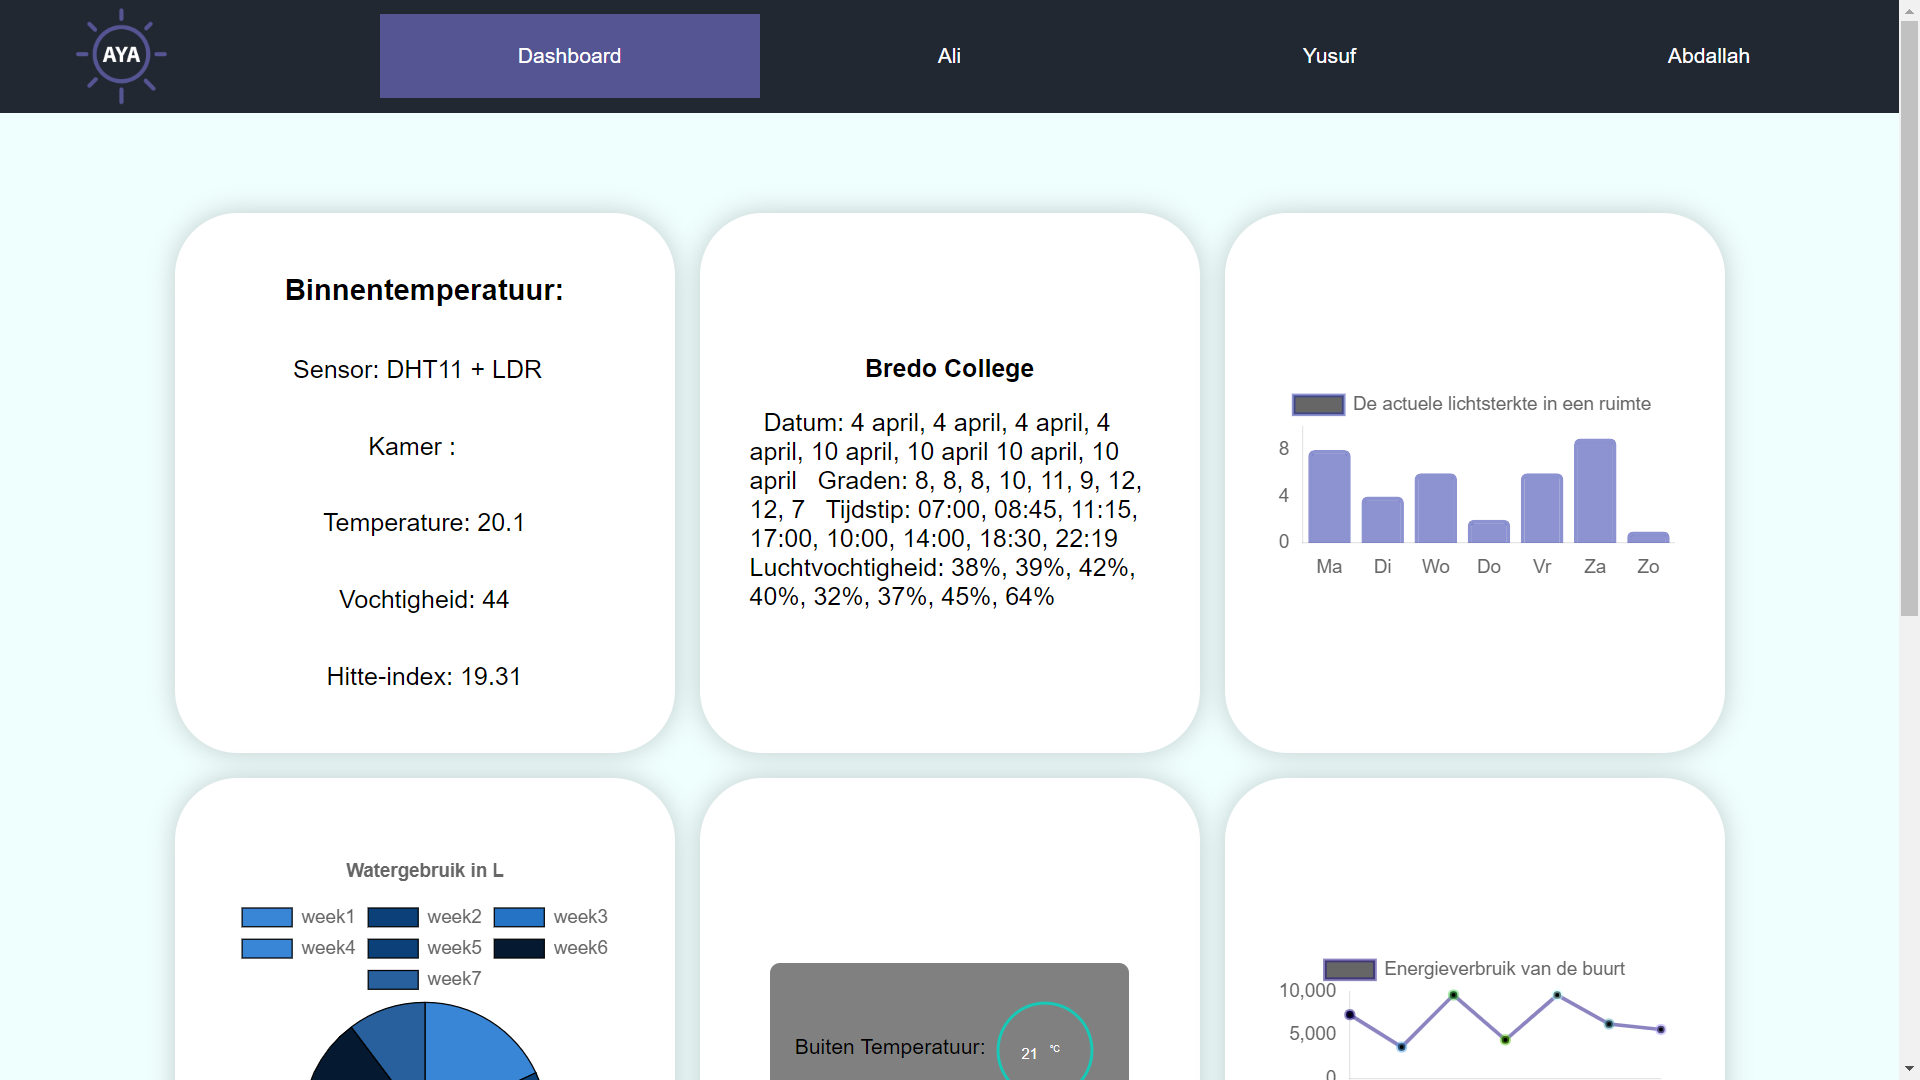 AYA
Dashboard
Ali
Yusuf
Abdallah
Binnentemperatuur:
Sensor: DHT11 + LDR
Kamer :
Temperature: 20.1
Vochtigheid: 44
Hitte-index: 19.31
Bredo College
Datum: 4 april, 4 april, 4 april, 4
april, 10 april, 10 april 10 april, 10
april Graden: 8, 8, 8, 10, 11, 9, 12,
12, 7 Tijdstip: 07:00, 08:45, 11:15,
17:00, 10:00, 14:00, 18:30, 22:19
Luchtvochtigheid: 38%, 39%, 42%,
40%, 32%, 37%, 45%, 64%
De actuele lichtsterkte in een ruimte
8
4
0
Ma Di Wo Do Vr Za Zo
Watergebruik in L
week1 week2 week3
week4 week5 week6
week7
Buiten Temperatuur: 21 °C
Energieverbruik van de buurt
10,000
5,000
0